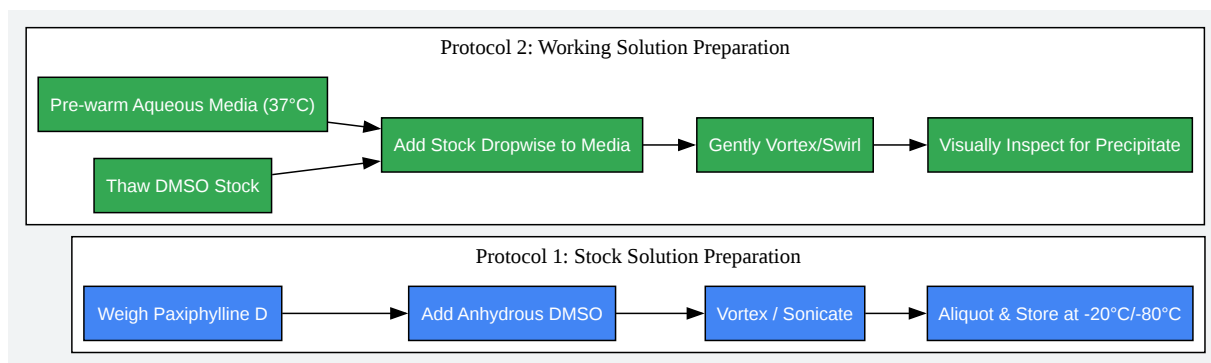 Protocol 2: Working Solution Preparation
Pre-warm Aqueous Media (37°C)
Thaw DMSO Stock
Add Stock Dropwise to Media
Gently Vortex/Swirl
Visually Inspect for Precipitate
Protocol 1: Stock Solution Preparation
Weigh Paxiphylline D
Add Anhydrous DMSO
Vortex / Sonicate
Aliquot & Store at -20°C/-80°C